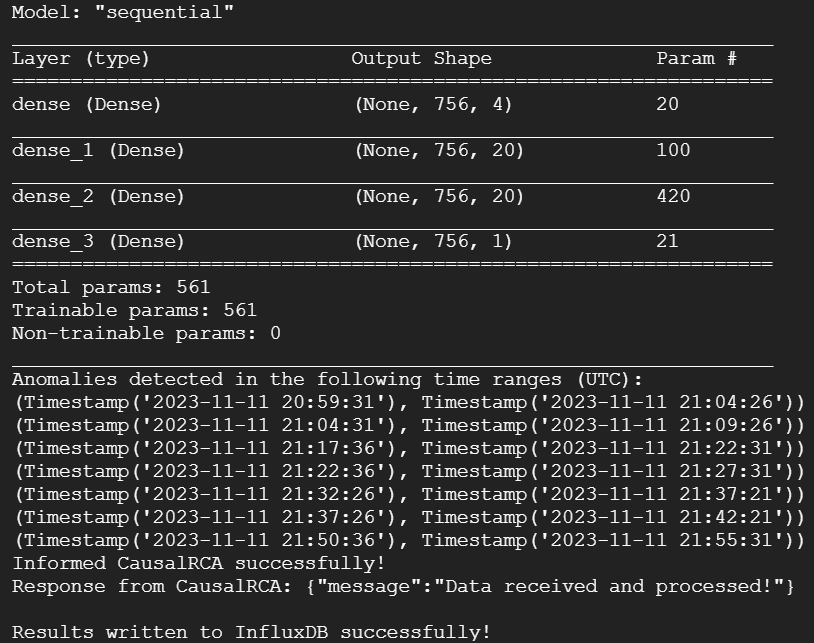 Model: "sequential"
Layer (type) Output Shape Param #
dense (Dense) (None, 756, 4) 20
dense_1 (Dense) (None, 756, 20) 100
dense_2 (Dense) (None, 756, 20) 420
dense_3 (Dense) (None, 756, 1) 21
Total params: 561
Trainable params: 561
Non-trainable params: 0
Anomalies detected in the following time ranges (UTC):
(Timestamp('2023-11-11 20:59:31'), Timestamp('2023-11-11 21:04:26'))
(Timestamp('2023-11-11 21:04:31'), Timestamp('2023-11-11 21:09:26'))
(Timestamp('2023-11-11 21:17:36'), Timestamp('2023-11-11 21:22:31'))
(Timestamp('2023-11-11 21:22:36'), Timestamp('2023-11-11 21:27:31'))
(Timestamp('2023-11-11 21:32:26'), Timestamp('2023-11-11 21:37:21'))
(Timestamp('2023-11-11 21:37:26'), Timestamp('2023-11-11 21:42:21'))
(Timestamp('2023-11-11 21:50:36'), Timestamp('2023-11-11 21:55:31'))
Informed CausalRCA successfully!
Response from CausalRCA: {"message":"Data received and processed!"}
Results written to InfluxDB successfully!